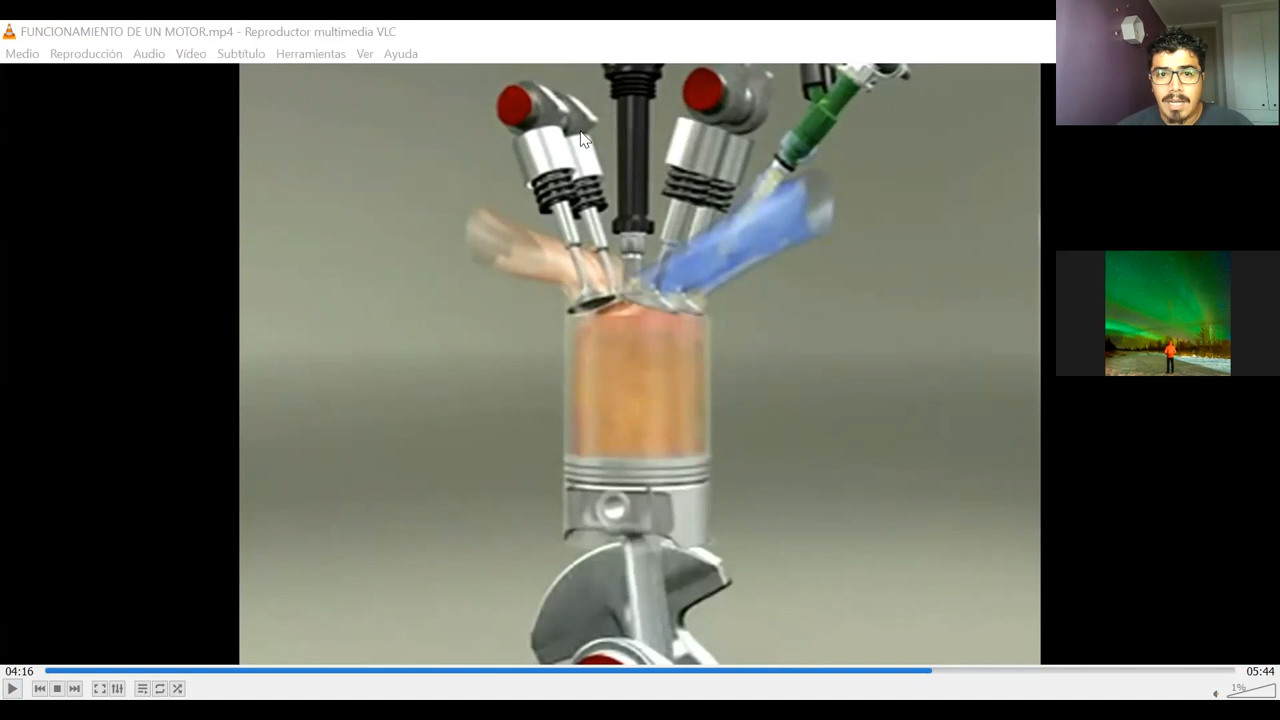 FUNCIONAMIENTO DE UN MOTOR.mp4 - Reproductor multimedia VLC
Medio Reproducción Audio Vídeo Subtítulo Herramientas Ver Ayuda
04:16
05:44
1%